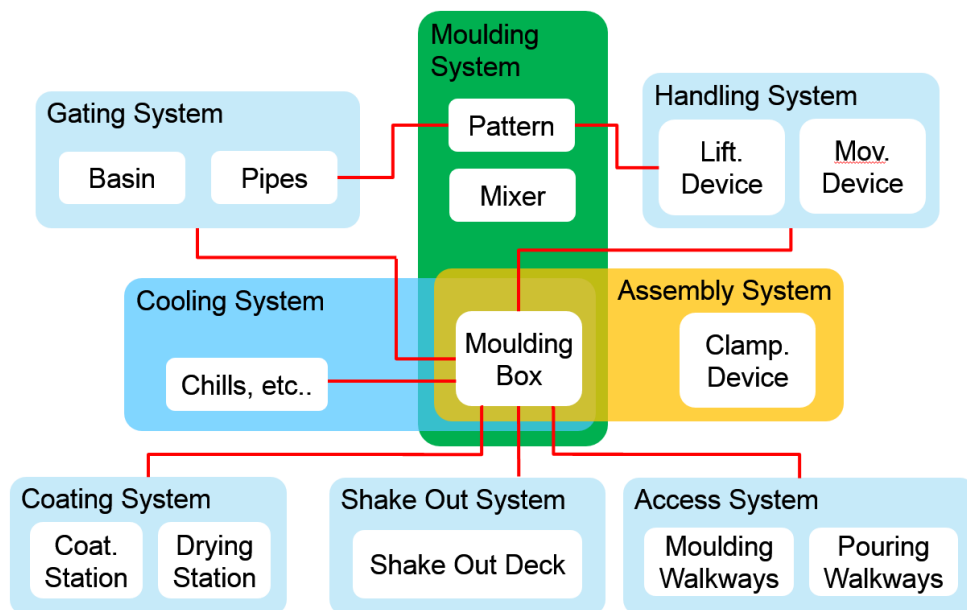 Moulding
System
Gating System
Handling System
Pattern
Basin
Pipes
Mixer
Lift.
Device
Mov.
Device
Cooling System
Assembly System
Moulding
Box
Clamp.
Device
Chills, etc..
Coating System
Shake Out System
Access System
Coat.
Station
Drying
Station
Shake Out Deck
Moulding
Walkways
Pouring
Walkways